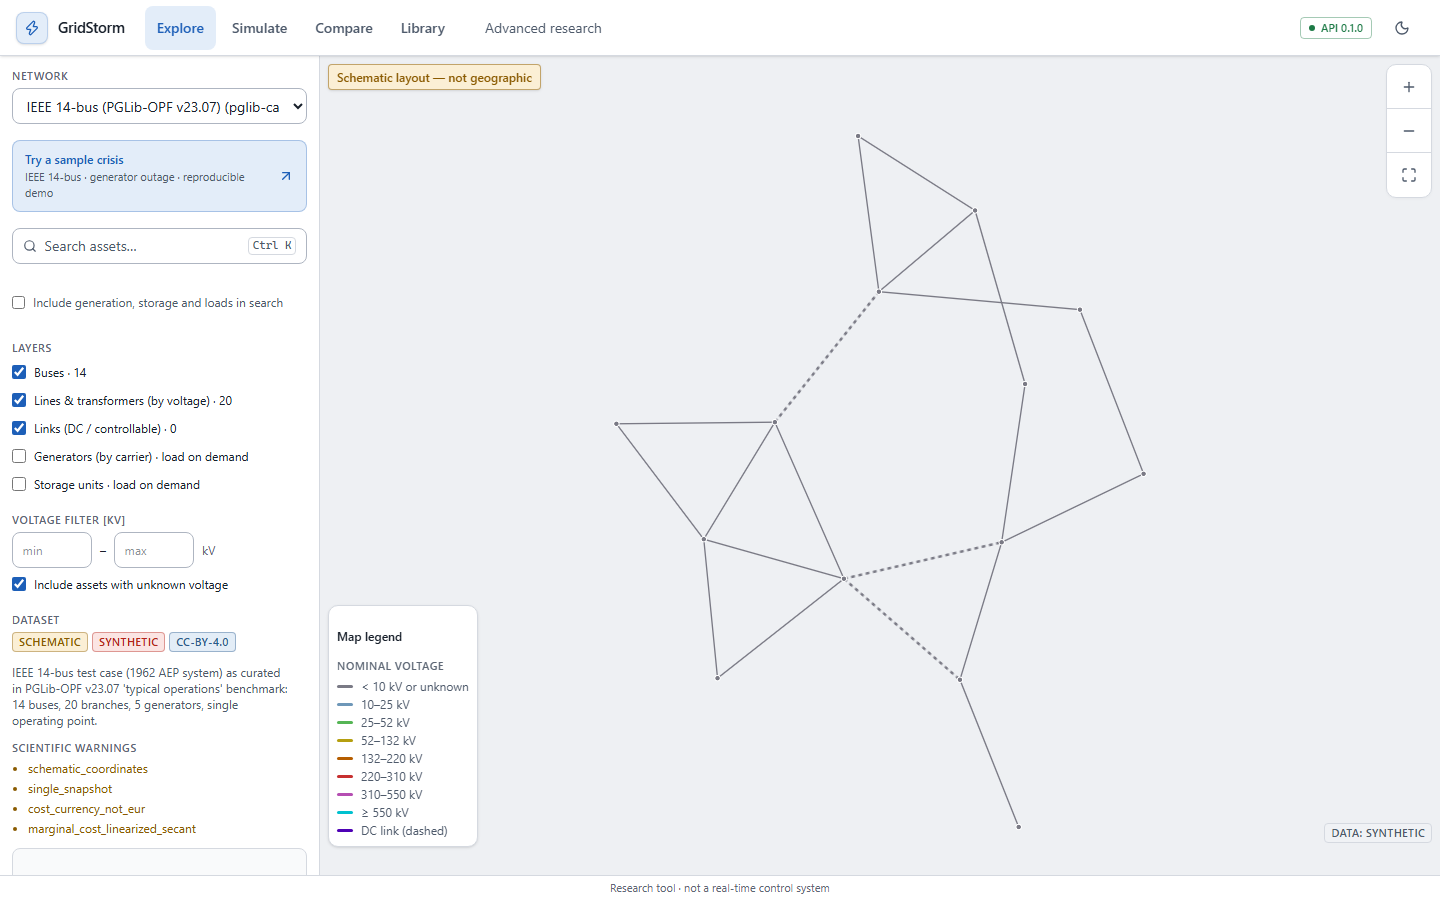 GridStorm
Explore
Simulate
Compare
Library
Advanced research
API 0.1.0
NETWORK
IEEE 14-bus (PGLib-OPF v23.07) (pglib-ca
Try a sample crisis
IEEE 14-bus · generator outage · reproducible
demo
Search assets...
Ctrl K
Include generation, storage and loads in search
LAYERS
Buses · 14
Lines & transformers (by voltage) · 20
Links (DC / controllable) · 0
Generators (by carrier) · load on demand
Storage units · load on demand
VOLTAGE FILTER [KV]
min – max kV
Include assets with unknown voltage
DATASET
SCHEMATIC SYNTHETIC CC-BY-4.0
IEEE 14-bus test case (1962 AEP system) as curated
in PGLib-OPF v23.07 'typical operations' benchmark:
14 buses, 20 branches, 5 generators, single
operating point.
SCIENTIFIC WARNINGS
• schematic_coordinates
• single_snapshot
• cost_currency_not_eur
• marginal_cost_linearized_secant
Schematic layout — not geographic
+
−
Map legend
NOMINAL VOLTAGE
< 10 kV or unknown
10–25 kV
25–52 kV
52–132 kV
132–220 kV
220–310 kV
310–550 kV
≥ 550 kV
DC link (dashed)
DATA: SYNTHETIC
Research tool · not a real-time control system